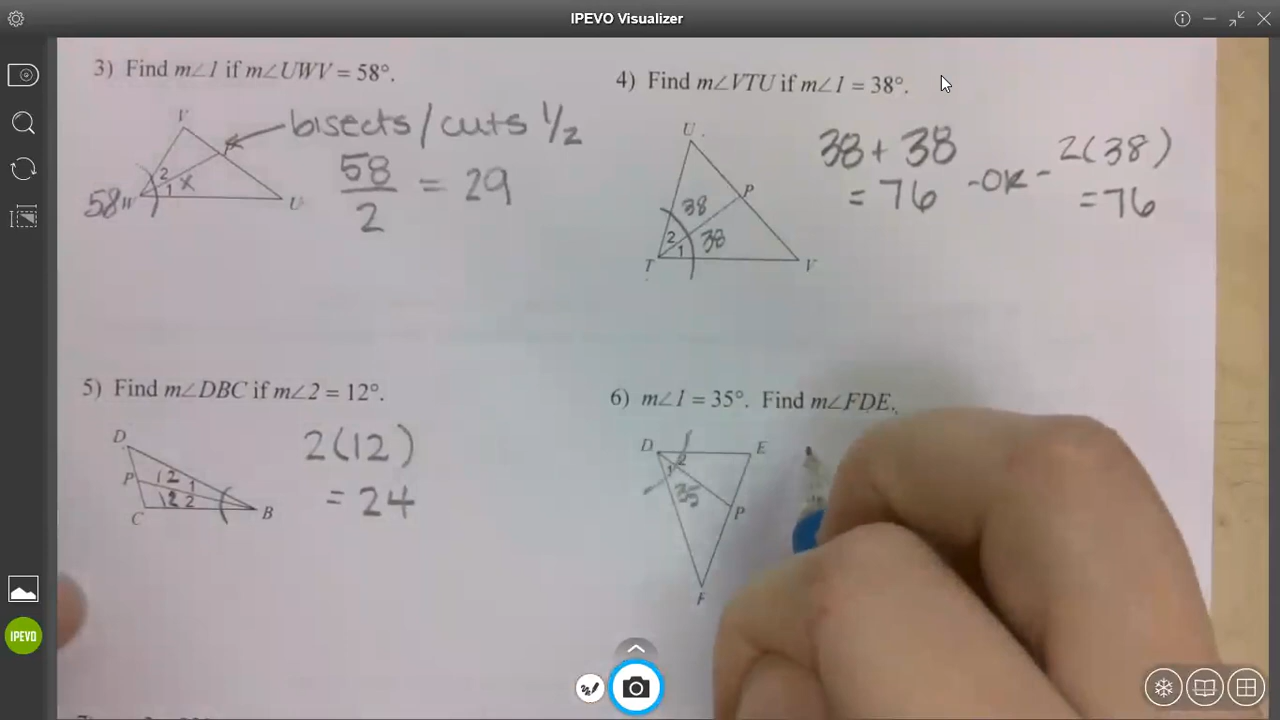 IPEVO Visualizer
3) Find m∠1 if m∠UWV = 58°.
V
bisects/cuts 1/2
2
1 x
58 W
U
58
2
= 29
4) Find m∠VTU if m∠1 = 38°.
U
38 + 38
= 76
-OR-
2(38)
= 76
P
38
38
2
1
T
V
5) Find m∠DBC if m∠2 = 12°.
D
P
12 1
12 2
C
B
2(12)
= 24
6) m∠1 = 35°. Find m∠FDE.
D
E
1
2
35
P
F
IPEVO